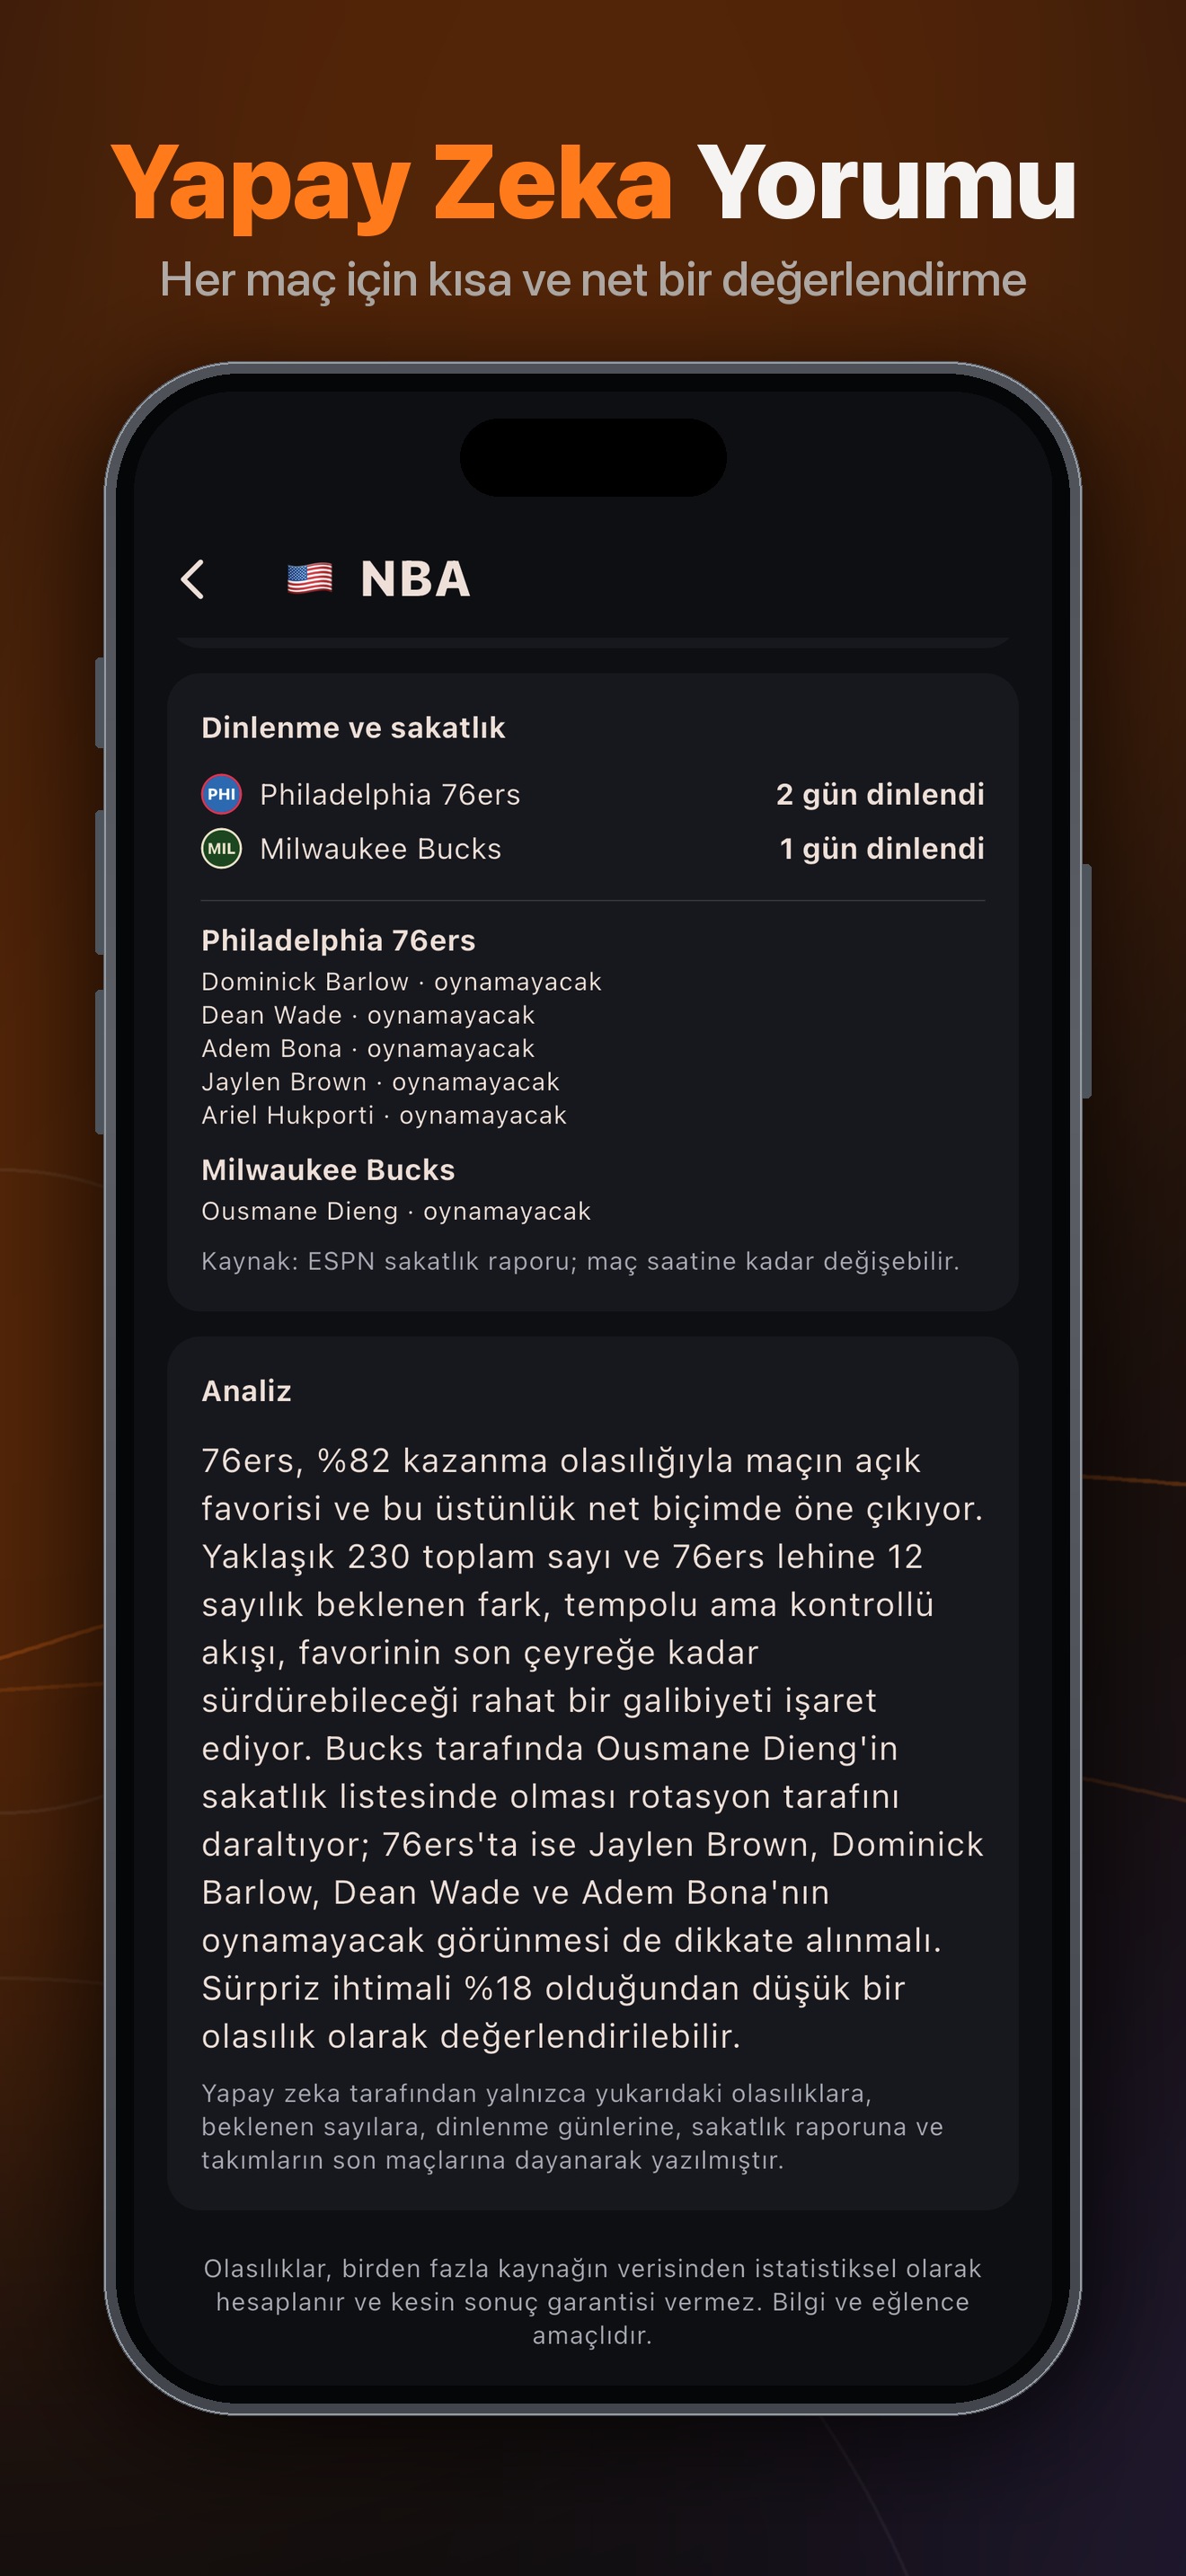 Yapay Zeka Yorumu
Her maç için kısa ve net bir değerlendirme
NBA
Dinlenme ve sakatlık
PHI Philadelphia 76ers 2 gün dinlendi
MIL Milwaukee Bucks 1 gün dinlendi
Philadelphia 76ers
Dominick Barlow · oynamayacak
Dean Wade · oynamayacak
Adem Bona · oynamayacak
Jaylen Brown · oynamayacak
Ariel Hukporti · oynamayacak
Milwaukee Bucks
Ousmane Dieng · oynamayacak
Kaynak: ESPN sakatlık raporu; maç saatine kadar değişebilir.
Analiz
76ers, %82 kazanma olasılığıyla maçın açık
favorisi ve bu üstünlük net biçimde öne çıkıyor.
Yaklaşık 230 toplam sayı ve 76ers lehine 12
sayılık beklenen fark, tempolu ama kontrollü
akışı, favorinin son çeyreğe kadar
sürdürebileceği rahat bir galibiyeti işaret
ediyor. Bucks tarafında Ousmane Dieng'in
sakatlık listesinde olması rotasyon tarafını
daraltıyor; 76ers'ta ise Jaylen Brown, Dominick
Barlow, Dean Wade ve Adem Bona'nın
oynamayacak görünmesi de dikkate alınmalı.
Sürpriz ihtimali %18 olduğundan düşük bir
olasılık olarak değerlendirilebilir.
Yapay zeka tarafından yalnızca yukarıdaki olasılıklara,
beklenen sayılara, dinlenme günlerine, sakatlık raporuna ve
takımların son maçlarına dayanarak yazılmıştır.
Olasılıklar, birden fazla kaynağın verisinden istatistiksel olarak
hesaplanır ve kesin sonuç garantisi vermez. Bilgi ve eğlence
amaçlıdır.